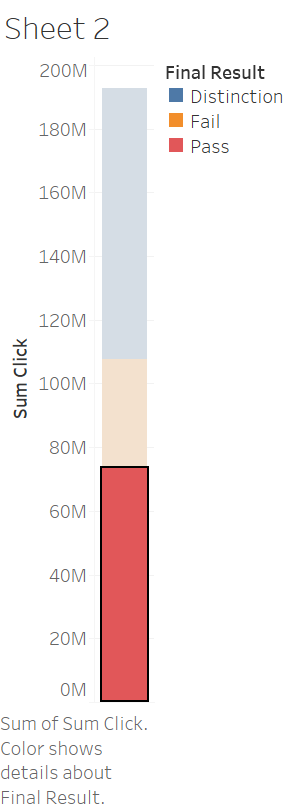 Sheet 2
200M
180M
160M
140M
120M
100M
80M
60M
40M
20M
0M
Sum Click
Final Result
Distinction
Fail
Pass
Sum of Sum Click.
Color shows
details about
Final Result.